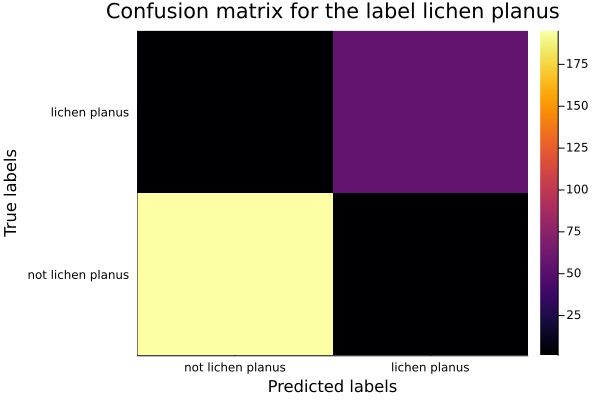 Confusion matrix for the label lichen planus
True labels
lichen planus
not lichen planus
not lichen planus
lichen planus
Predicted labels
175
150
125
100
75
50
25